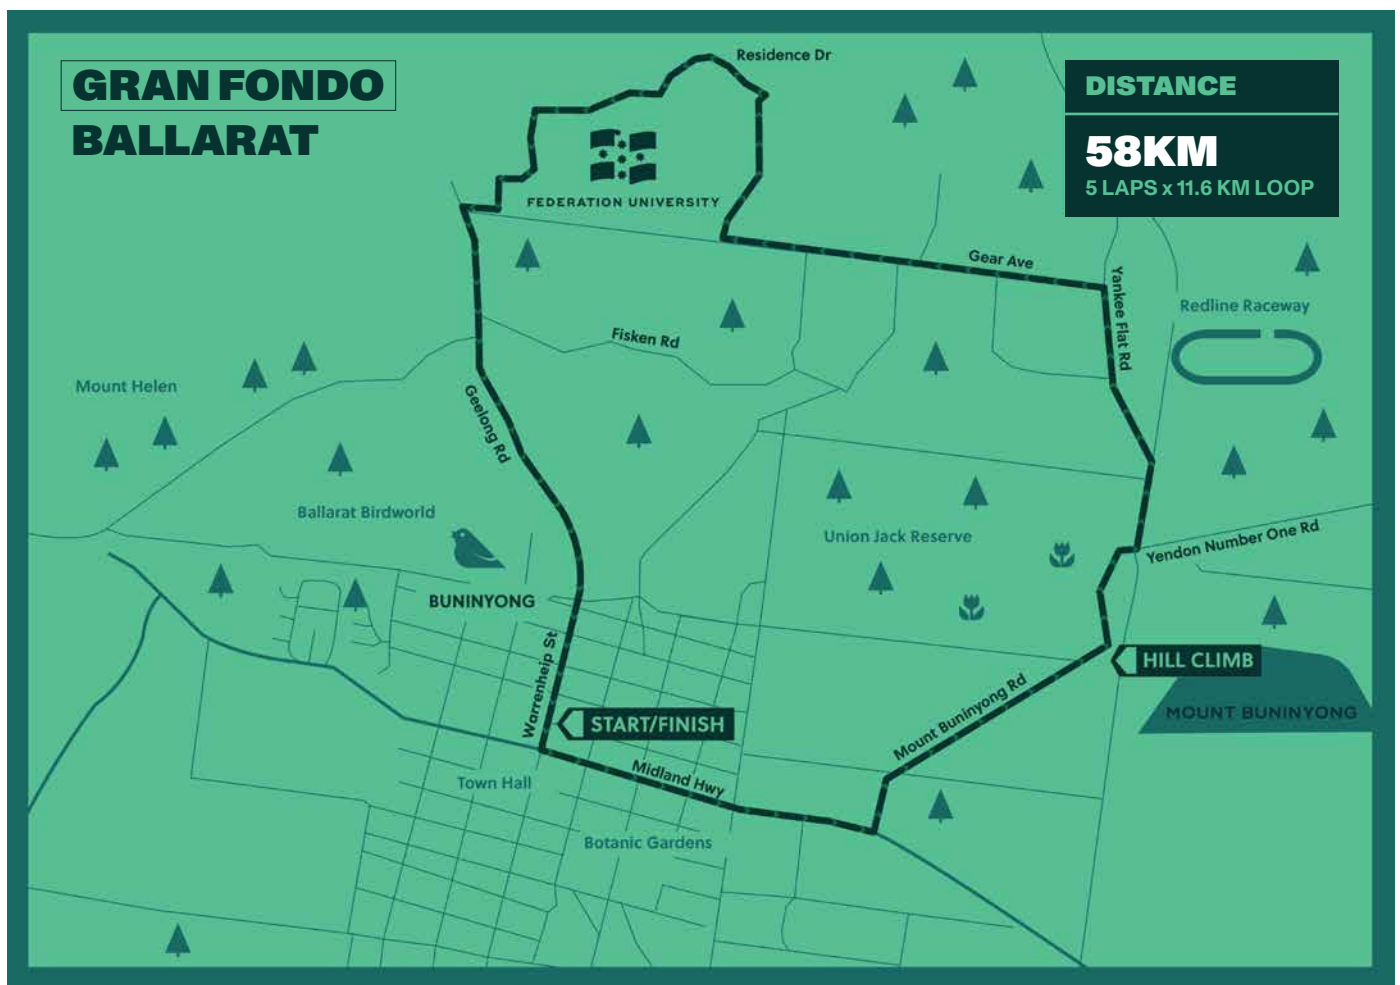 GRAN FONDO
BALLARAT
Residence Dr
DISTANCE
58KM
5 LAPS x 11.6 KM LOOP
FEDERATION UNIVERSITY
Gear Ave
Yankee Flat Rd
Redline Raceway
Fisken Rd
Mount Helen
Geelong Rd
Ballarat Birdworld
Union Jack Reserve
Yendon Number One Rd
BUNINYONG
Warrenheip St
HILL CLIMB
Mount Buninyong Rd
MOUNT BUNINYONG
START/FINISH
Midland Hwy
Town Hall
Botanic Gardens